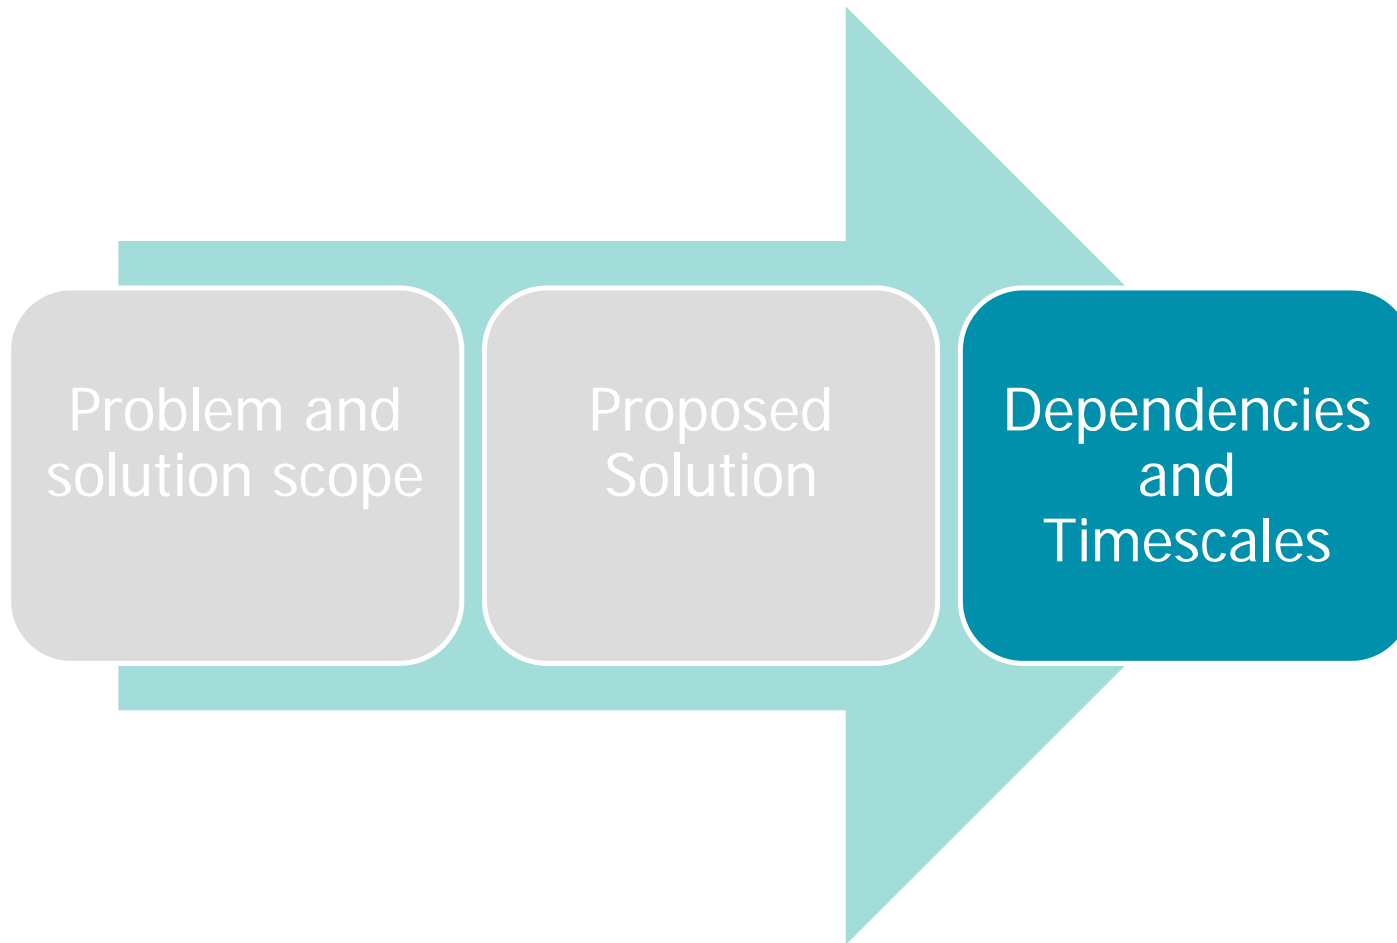 Problem and
solution scope
Proposed
Solution
Dependencies
and
Timescales